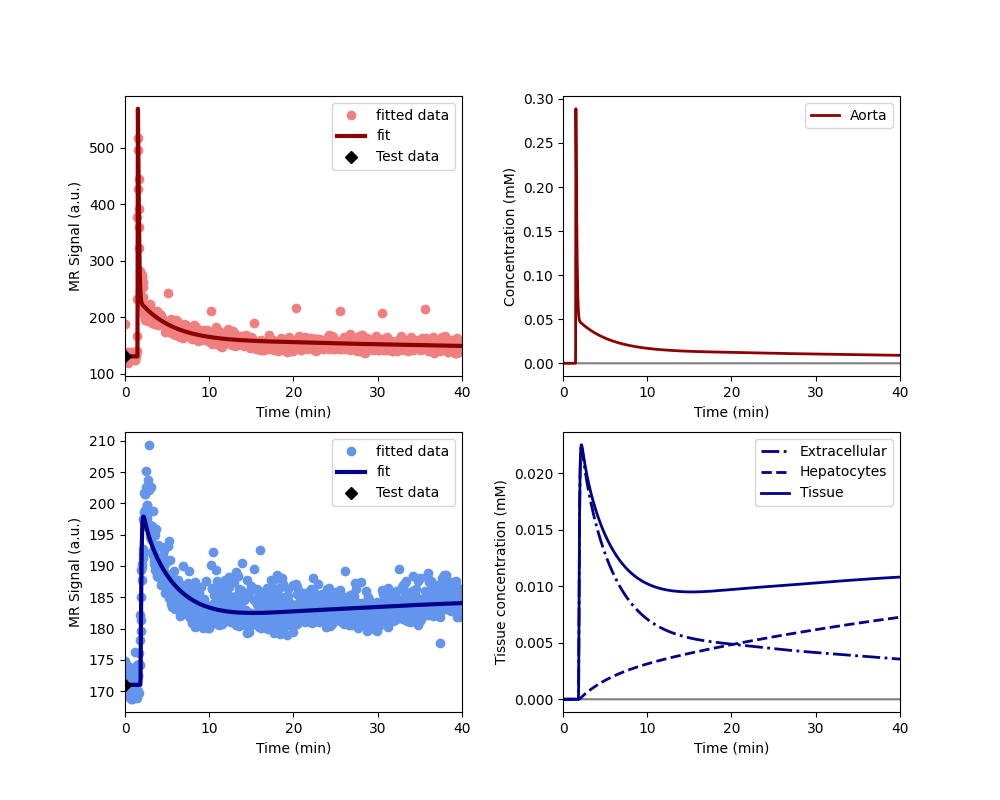 MR Signal (a.u.)
500
400
300
200
100
fitted data
fit
Test data
0
10
20
30
40
Time (min)
Concentration (mM)
0.30
0.25
0.20
0.15
0.10
0.05
0.00
Aorta
0
10
20
30
40
Time (min)
MR Signal (a.u.)
210
205
200
195
190
185
180
175
170
fitted data
fit
Test data
0
10
20
30
40
Time (min)
Tissue concentration (mM)
0.020
0.015
0.010
0.005
0.000
Extracellular
Hepatocytes
Tissue
0
10
20
30
40
Time (min)